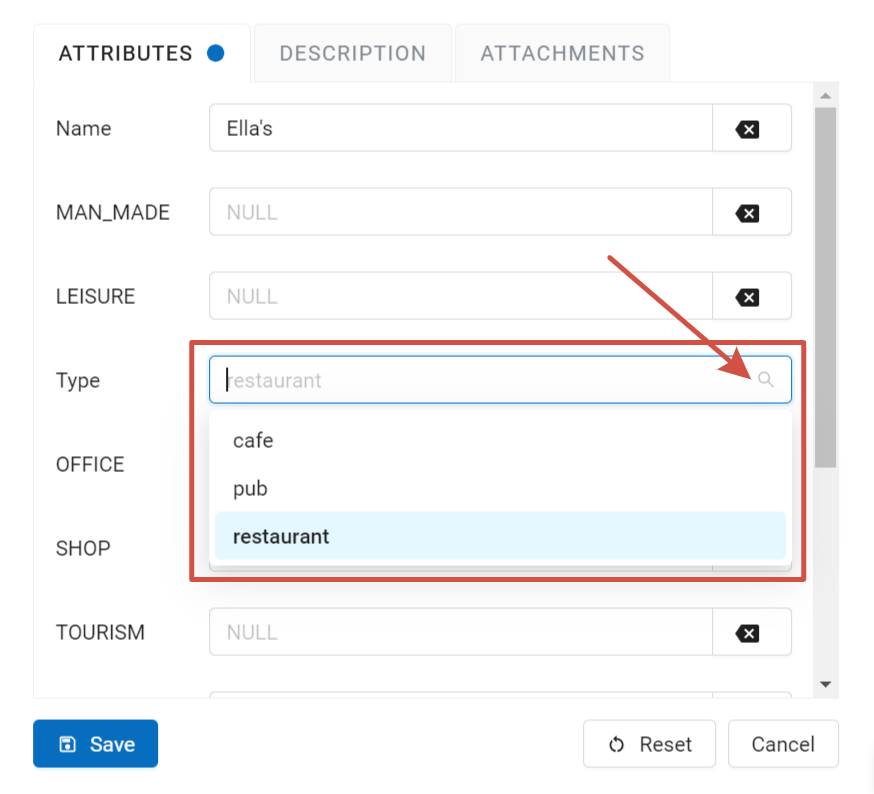 ATTRIBUTES DESCRIPTION ATTACHMENTS
Name Ella's
MAN_MADE NULL
LEISURE NULL
Type restaurant
cafe
OFFICE
pub
restaurant
SHOP
TOURISM NULL
Save Reset Cancel